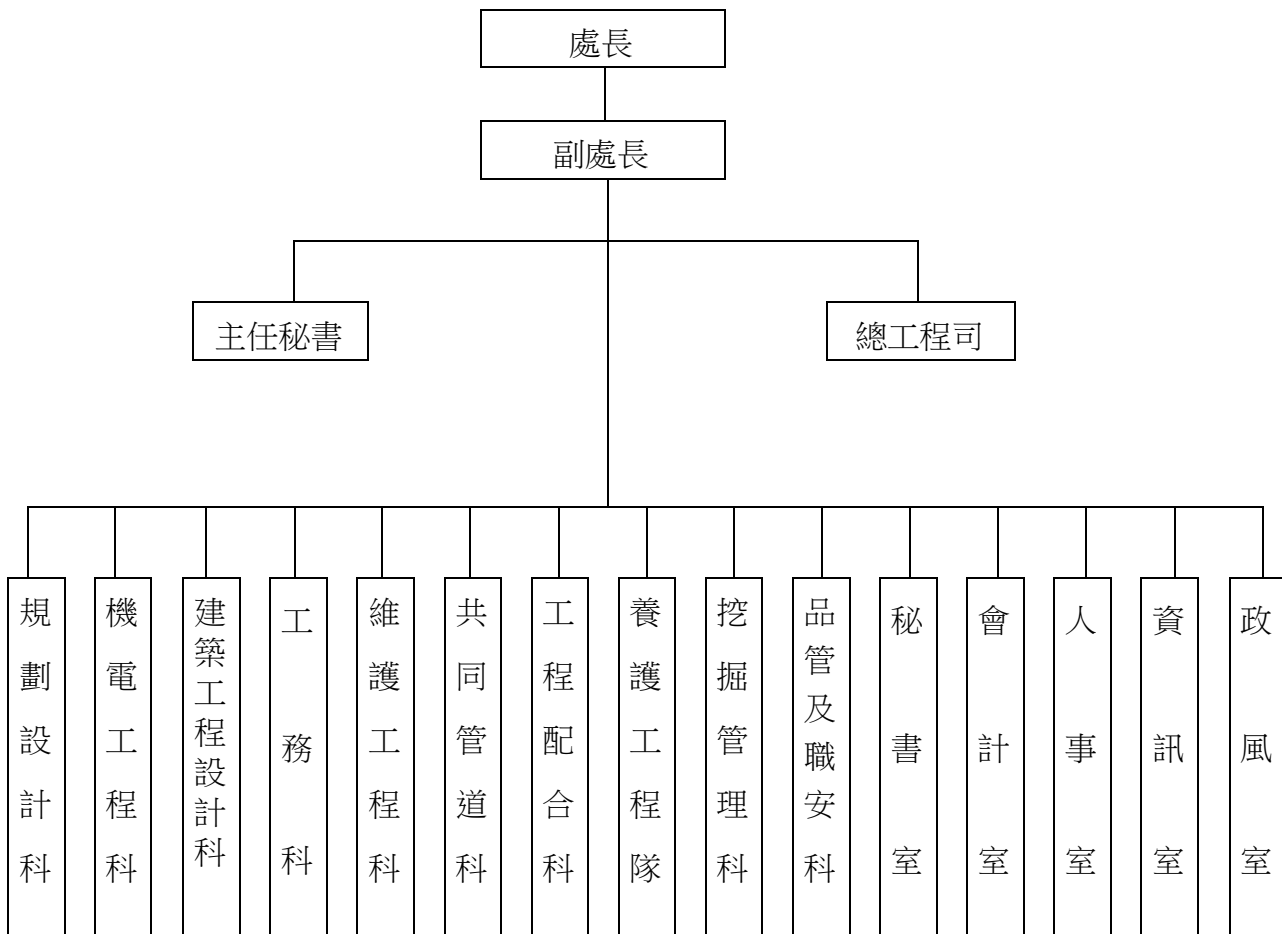 處長
副處長
主任秘書
總工程司
規劃設計科
機電工程科
建築工程設計科
工務科
維護工程科
共同管道科
工程配合科
養護工程隊
挖掘管理科
品管及職安科
秘書室
會計室
人事室
資訊室
政風室